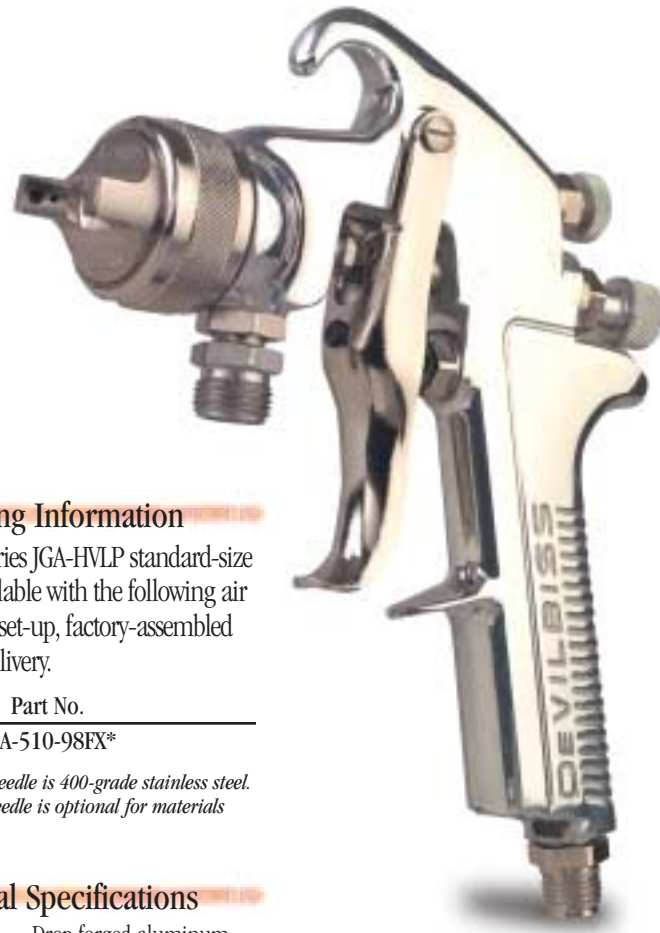 ng Information
ries JGA-HVLP standard-size
lable with the following air
set-up, factory-assembled
livery.
Part No.
A-510-98FX*
eedle is 400-grade stainless steel.
eedle is optional for materials
al Specifications
Drop forged aluminum
DEVILBISS